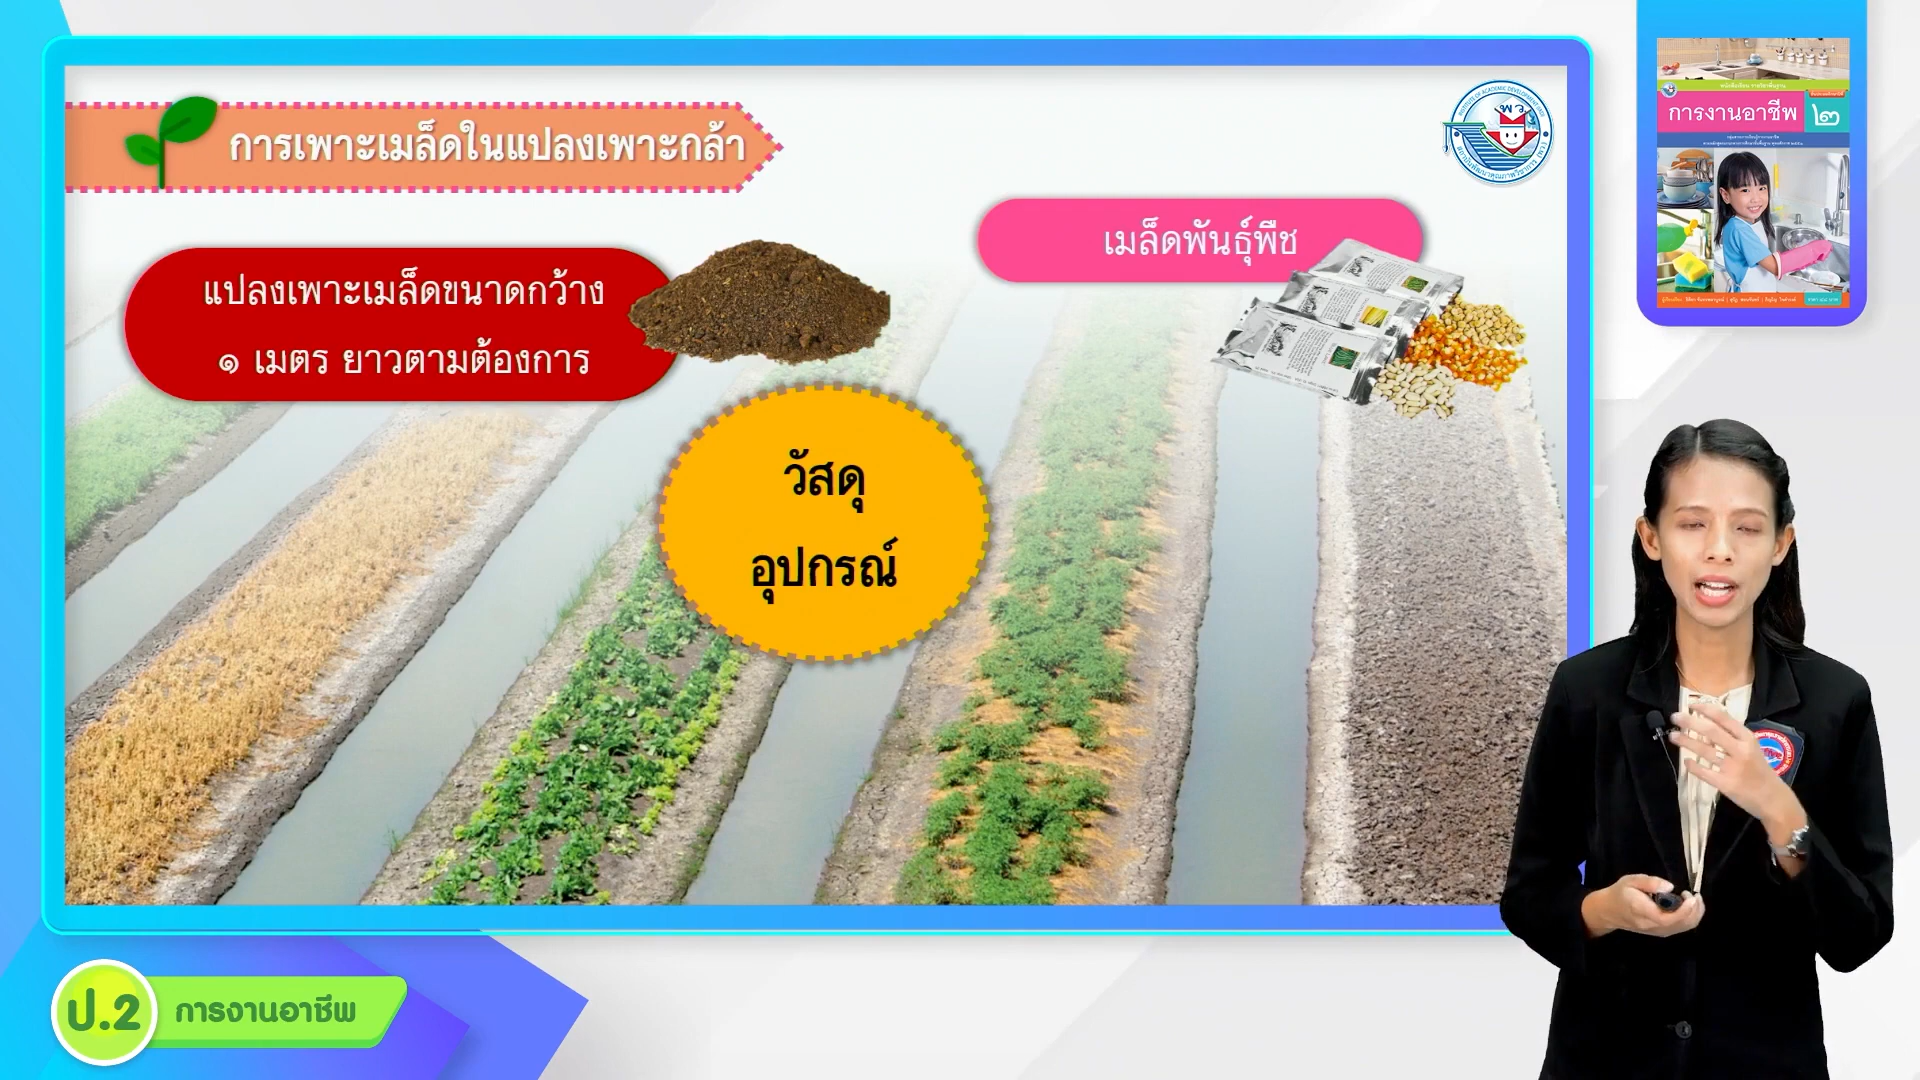 การเพาะเมล็ดในแปลงเพาะกล้า
แปลงเพาะเมล็ดขนาดกว้าง
๑ เมตร ยาวตามต้องการ
เมล็ดพันธุ์พืช
วัสดุ
อุปกรณ์
พว.
การงานอาชีพ ๒
ป.2 การงานอาชีพ